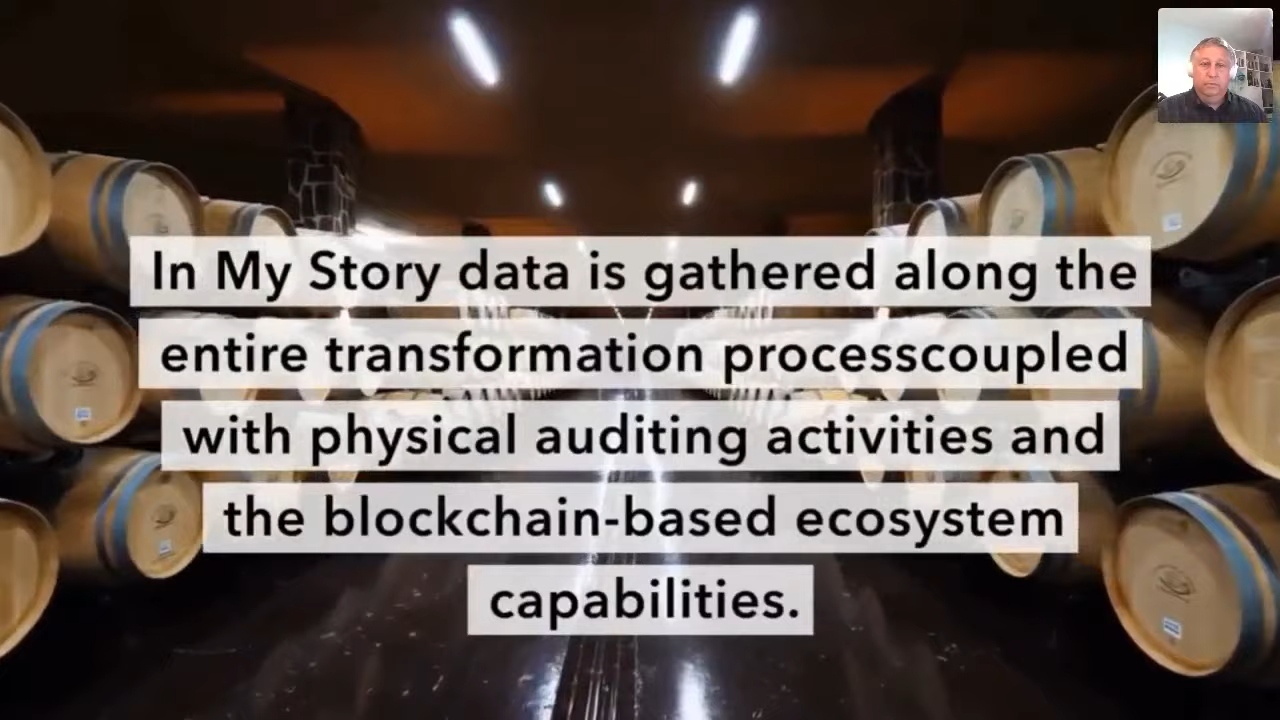 In My Story data is gathered along the
entire transformation processcoupled
with physical auditing activities and
the blockchain-based ecosystem
capabilities.